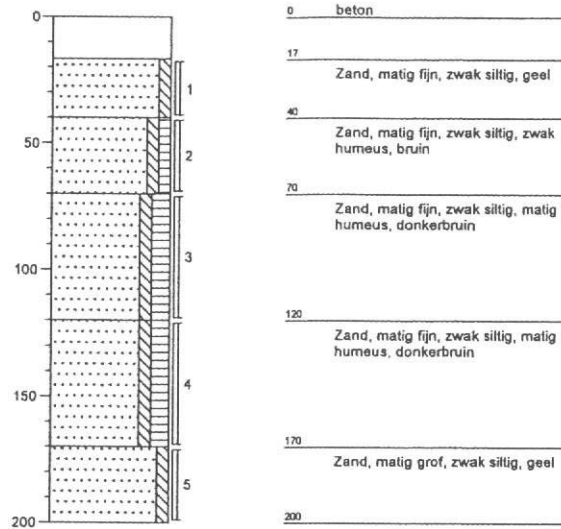 0
50
100
150
200
1
2
3
4
5
0 beton
17
Zand, matig fijn, zwak siltig, geel
40
Zand, matig fijn, zwak siltig, zwak
humeus, bruin
70
Zand, matig fijn, zwak siltig, matig
humeus, donkerbruin
120
Zand, matig fijn, zwak siltig, matig
humeus, donkerbruin
170
Zand, matig grof, zwak siltig, geel
200